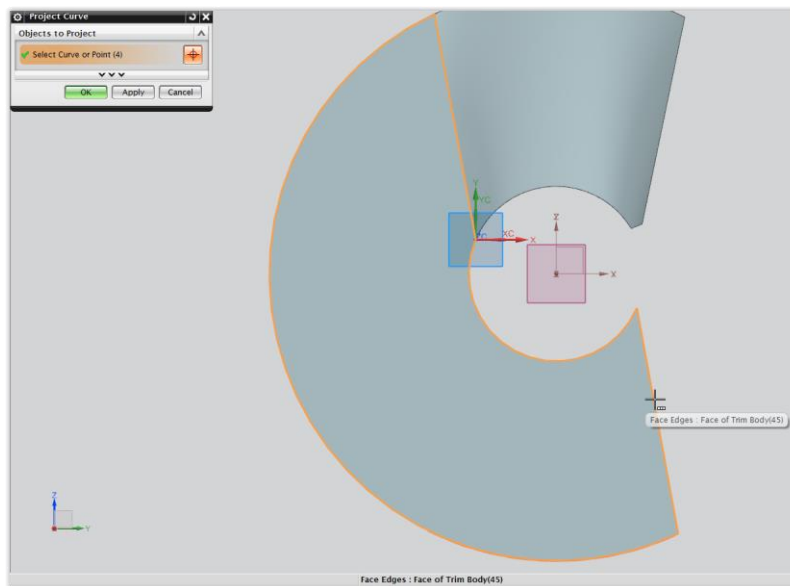 Project Curve
Objects to Project
Select Curve or Point (4)
OK Apply Cancel
Y
YC
XC X
Z
X
Face Edges : Face of Trim Body(45)
Z
Y
Face Edges : Face of Trim Body(45)